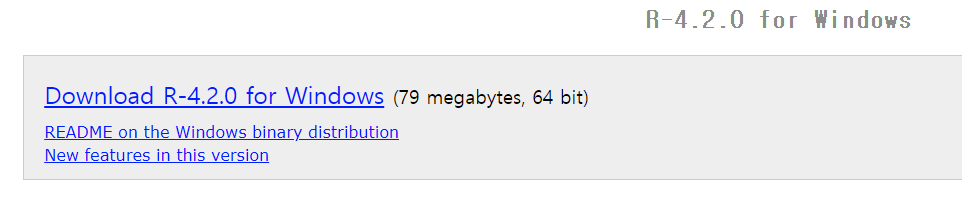 R-4.2.0 for Windows
Download R-4.2.0 for Windows (79 megabytes, 64 bit)
README on the Windows binary distribution
New features in this version